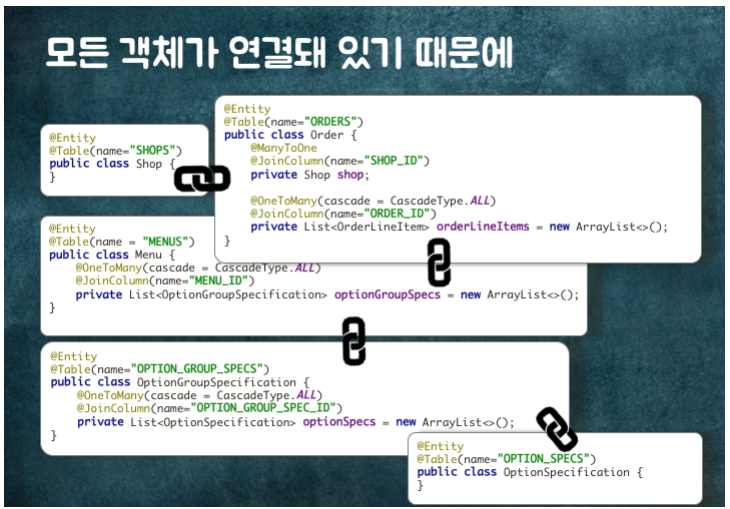 모든 객체가 연결돼 있기 때문에
@Entity
@Table(name="SHOPS")
public class Shop {
}
@Entity
@Table(name="ORDERS")
public class Order {
@ManyToOne
@JoinColumn(name="SHOP_ID")
private Shop shop;
@OneToMany(cascade = CascadeType.ALL)
@JoinColumn(name="ORDER_ID")
private List<OrderLineItem> orderLineItems = new ArrayList<>();
}
@Entity
@Table(name = "MENUS")
public class Menu {
@OneToMany(cascade = CascadeType.ALL)
@JoinColumn(name="MENU_ID")
private List<OptionGroupSpecification> optionGroupSpecs = new ArrayList<>();
}
@Entity
@Table(name="OPTION_GROUP_SPECS")
public class OptionGroupSpecification {
@OneToMany(cascade = CascadeType.ALL)
@JoinColumn(name="OPTION_GROUP_SPEC_ID")
private List<OptionSpecification> optionSpecs = new ArrayList<>();
}
@Entity
@Table(name="OPTION_SPECS")
public class OptionSpecification {
}